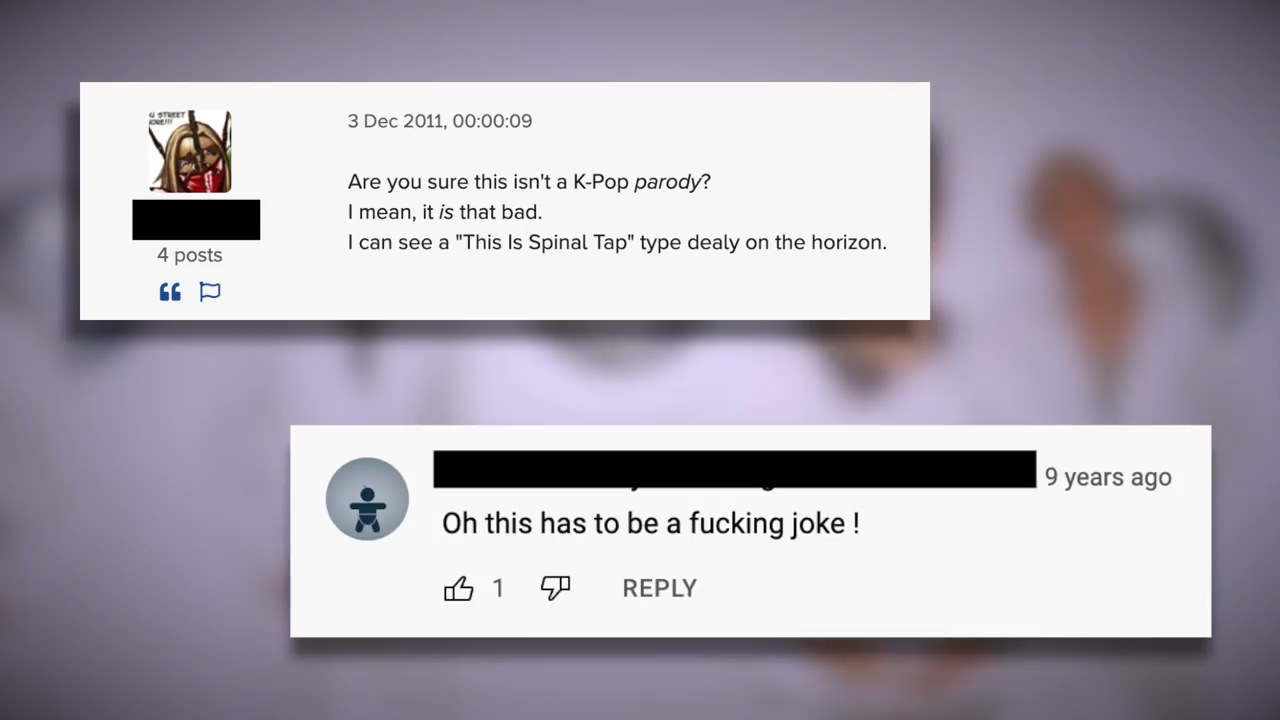 3 Dec 2011, 00:00:09
Are you sure this isn't a K-Pop parody?
I mean, it is that bad.
I can see a "This Is Spinal Tap" type dealy on the horizon.
4 posts
9 years ago
Oh this has to be a fucking joke !
1
REPLY